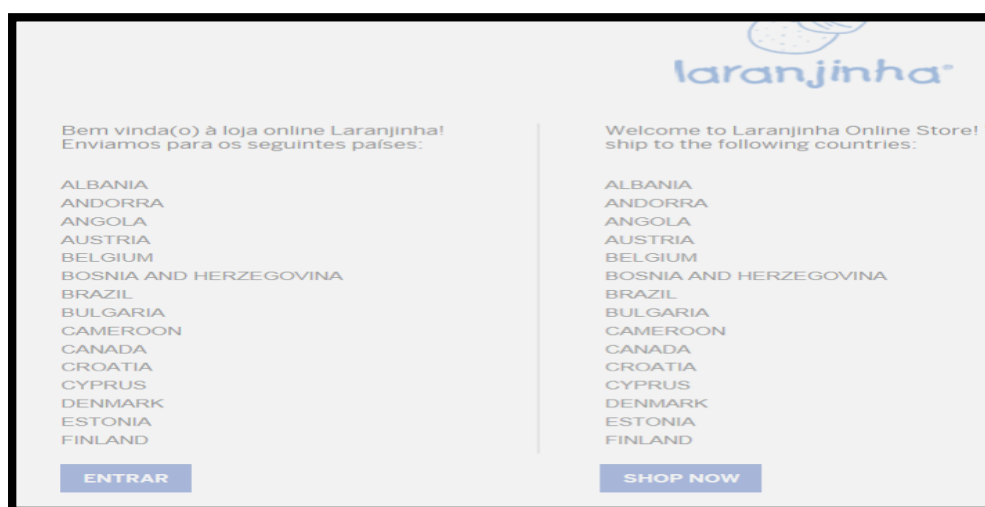 laranjinha®
Bem vinda(o) à loja online Laranjinha!
Enviamos para os seguintes países:
ALBANIA
ANDORRA
ANGOLA
AUSTRIA
BELGIUM
BOSNIA AND HERZEGOVINA
BRAZIL
BULGARIA
CAMEROON
CANADA
CROATIA
CYPRUS
DENMARK
ESTONIA
FINLAND
ENTRAR
Welcome to Laranjinha Online Store!
ship to the following countries:
ALBANIA
ANDORRA
ANGOLA
AUSTRIA
BELGIUM
BOSNIA AND HERZEGOVINA
BRAZIL
BULGARIA
CAMEROON
CANADA
CROATIA
CYPRUS
DENMARK
ESTONIA
FINLAND
SHOP NOW